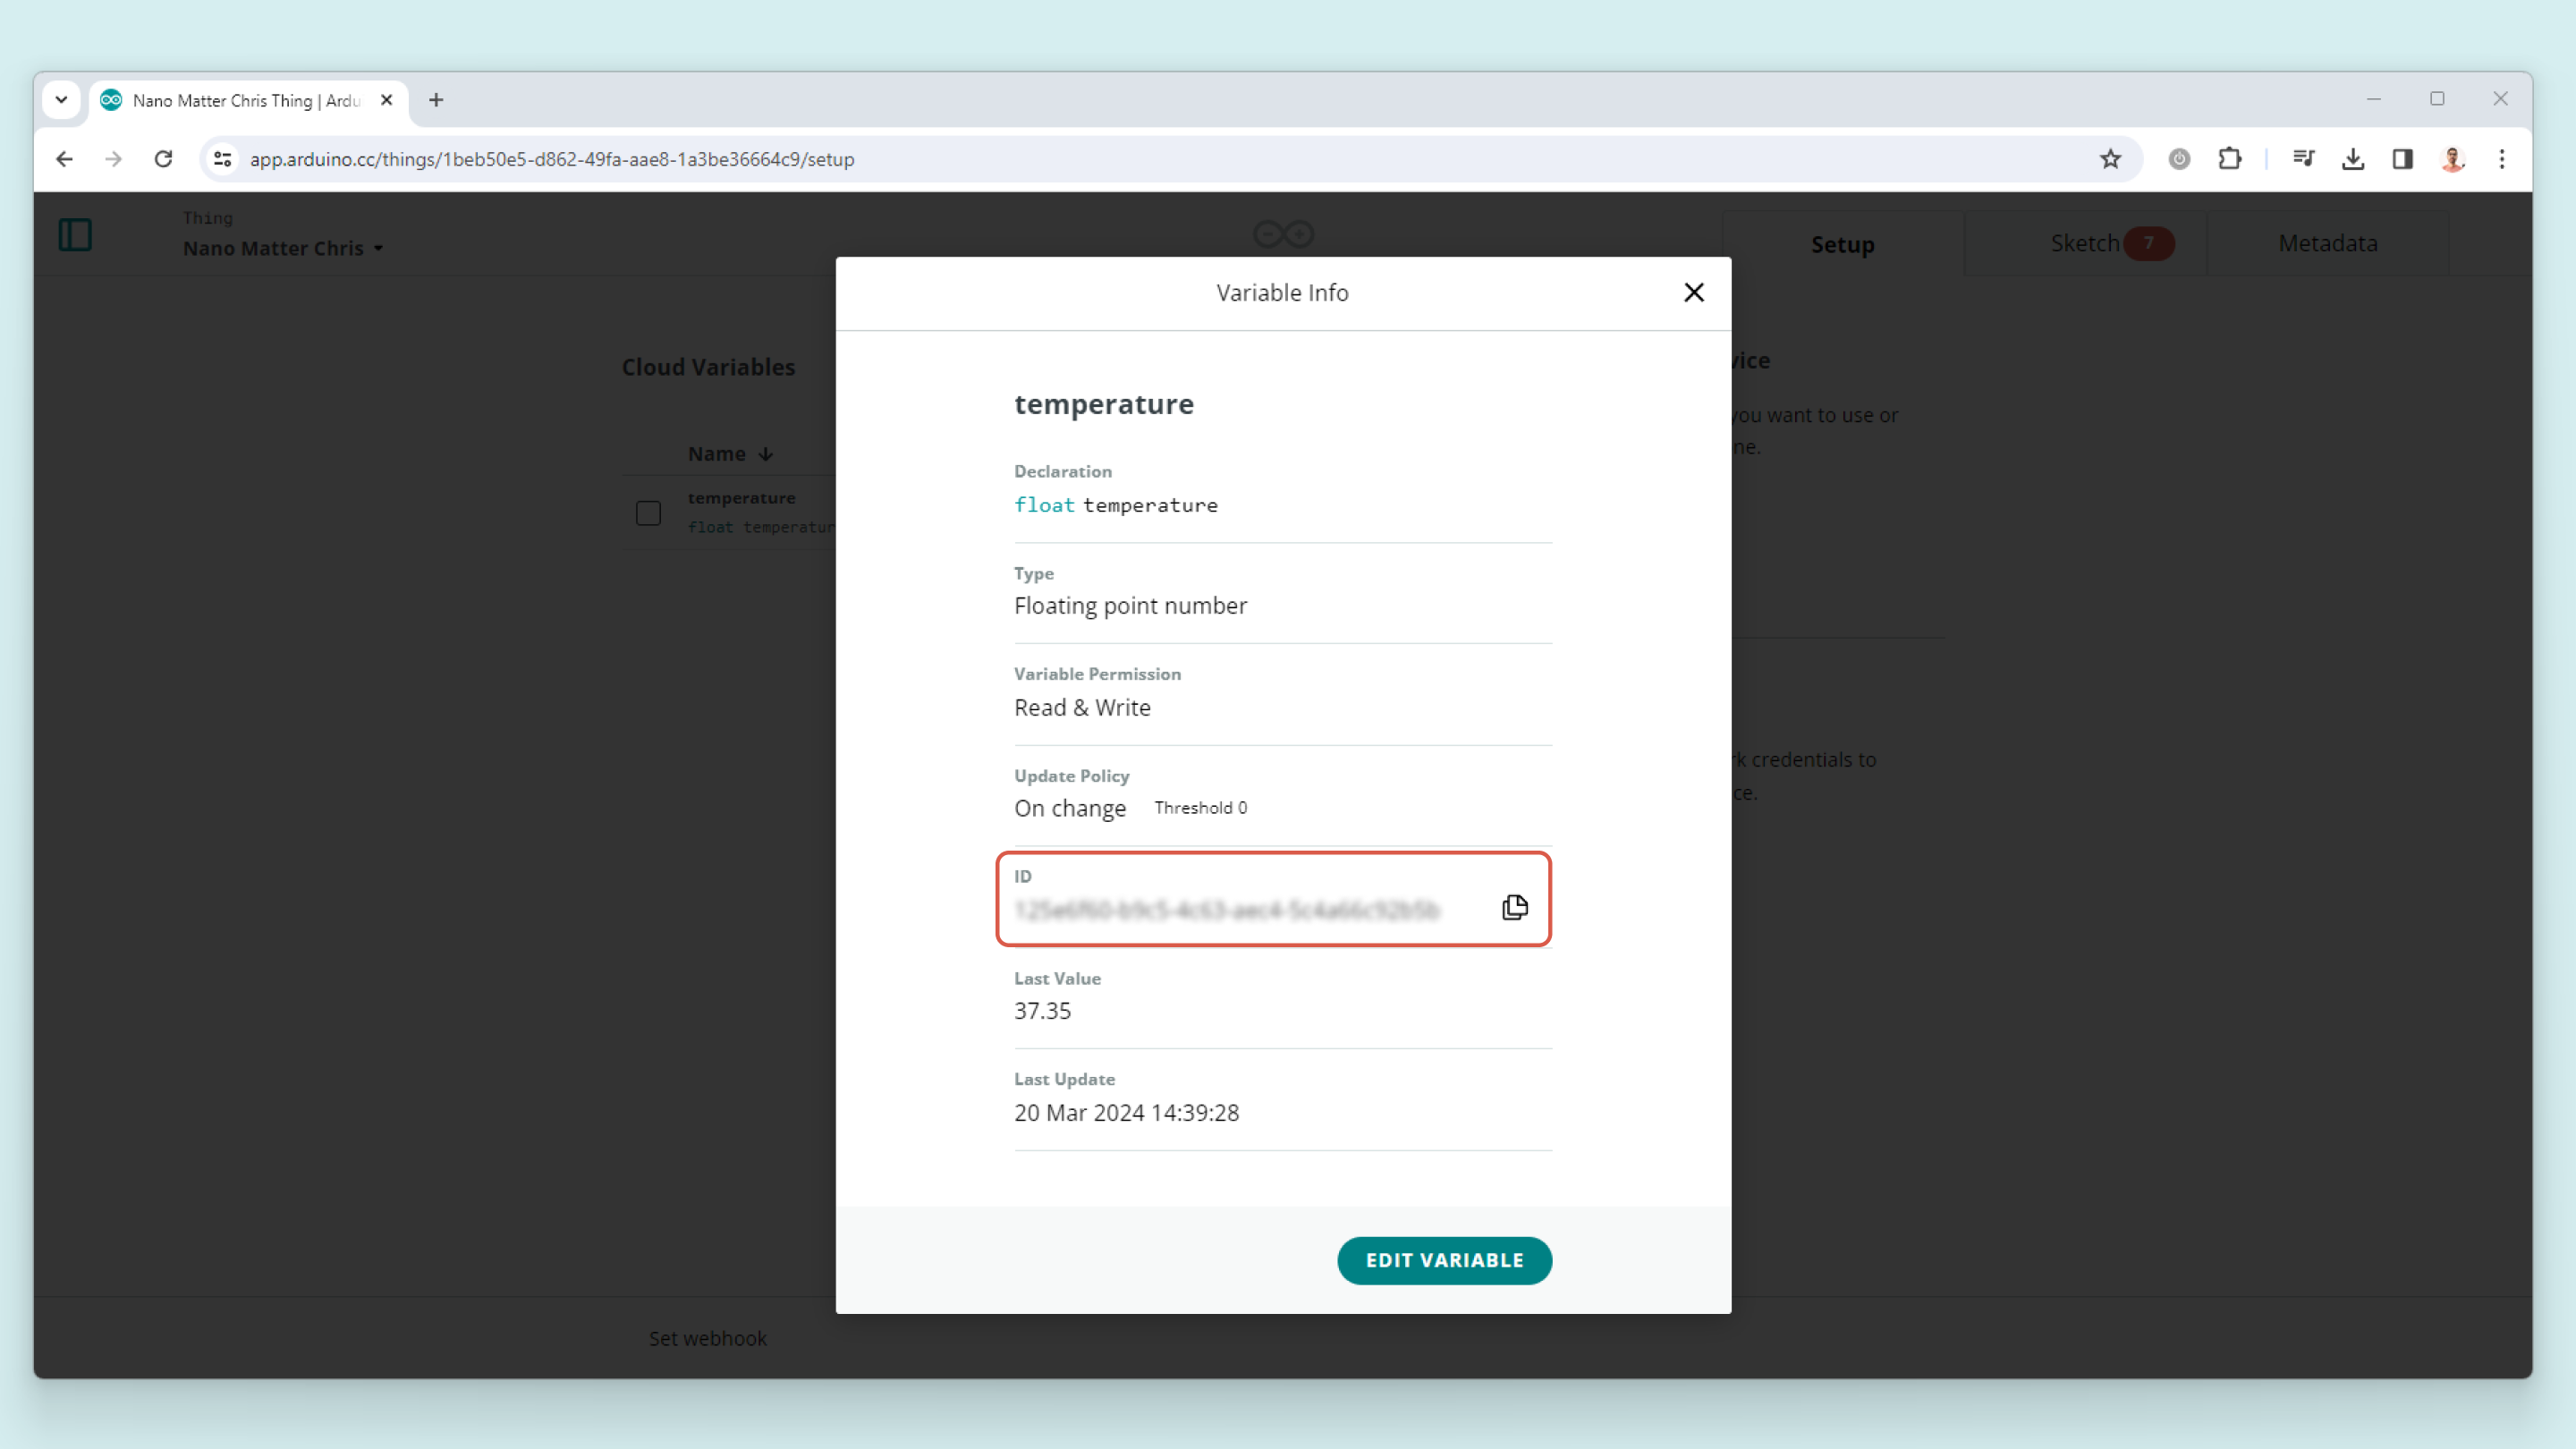 Nano Matter Chris Thing | Ardu
app.arduino.cc/things/1beb50e5-d862-49fa-aae8-1a3be36664c9/setup
Thing
Nano Matter Chris
Setup
Sketch 7
Metadata
Variable Info
Cloud Variables
Name
temperature
float temperatur
temperature
Declaration
float temperature
Type
Floating point number
Variable Permission
Read & Write
Update Policy
On change Threshold 0
ID
Last Value
37.35
Last Update
20 Mar 2024 14:39:28
EDIT VARIABLE
vice
you want to use or
ne.
rk credentials to
ce.
Set webhook